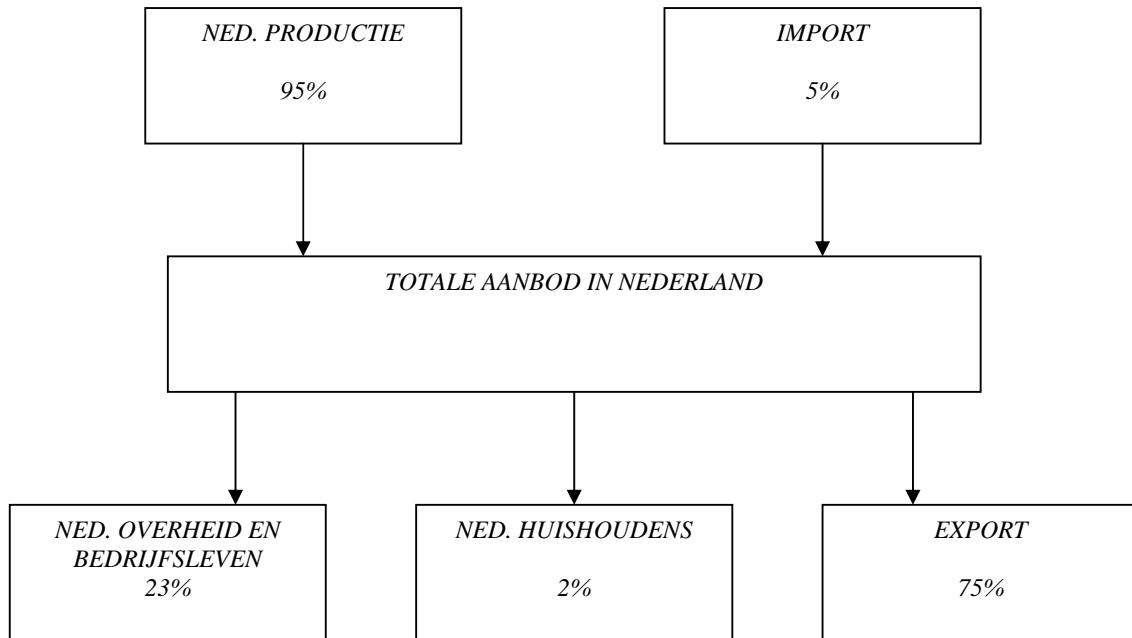 NED. PRODUCTIE
95%
IMPORT
5%
TOTALE AANBOD IN NEDERLAND
NED. OVERHEID EN
BEDRIJFSLEVEN
23%
NED. HUISHOUDENS
2%
EXPORT
75%